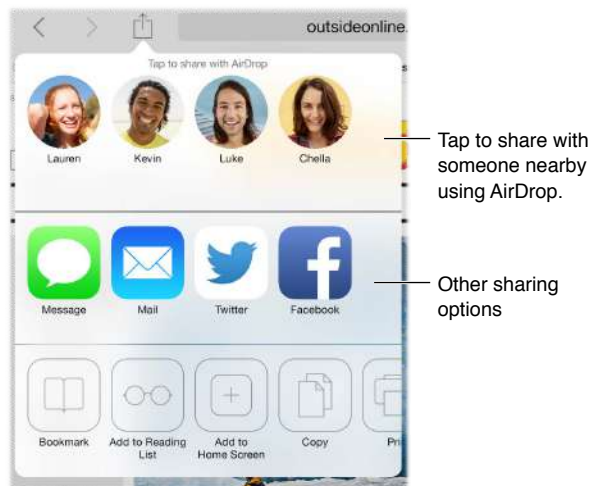 outsideonline.
Tap to share with AirDrop
Lauren Kevin Luke Chella
Tap to share with
someone nearby
using AirDrop.
Message Mail Twitter Facebook
Other sharing
options
Bookmark Add to Reading Add to Copy Pri
List Home Screen